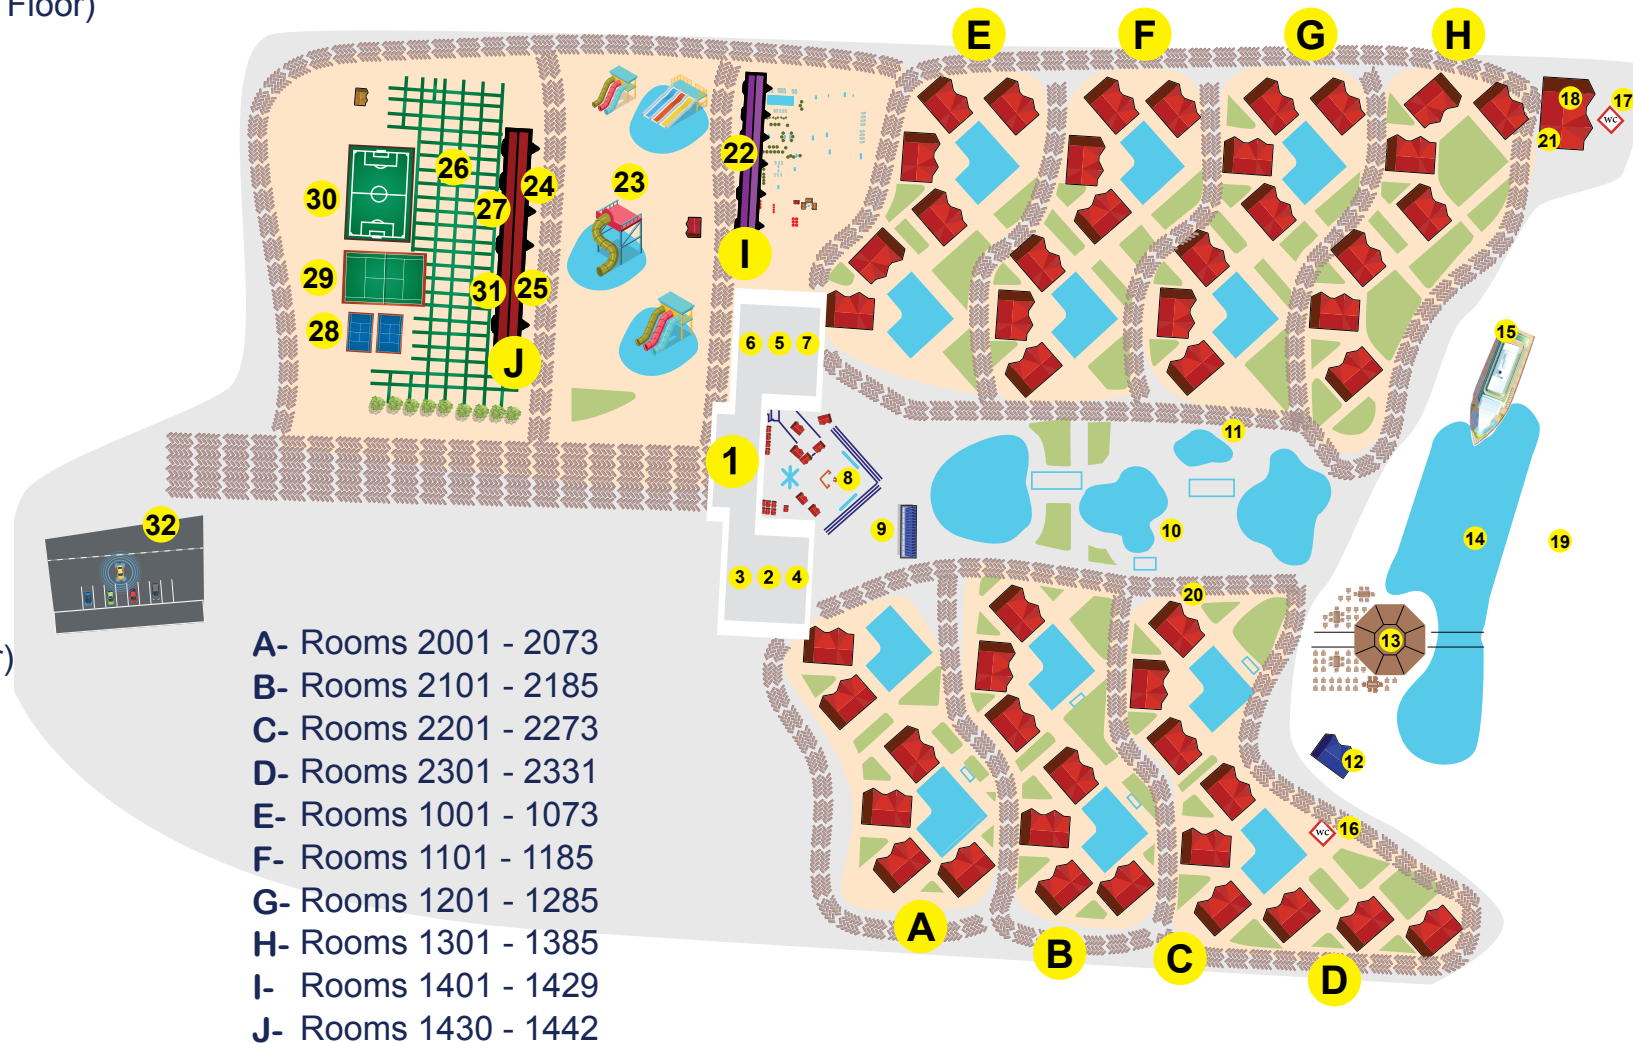 Floor)
E
F
G
H
18
17
WC
21
22
26
24
23
30
27
I
29
31
25
28
J
6 5 7
15
11
1
8
32
9
10
14
19
3 2 4
20
13
r)
12
16
WC
A
B
C
D
A- Rooms 2001 - 2073
B- Rooms 2101 - 2185
C- Rooms 2201 - 2273
D- Rooms 2301 - 2331
E- Rooms 1001 - 1073
F- Rooms 1101 - 1185
G- Rooms 1201 - 1285
H- Rooms 1301 - 1385
I- Rooms 1401 - 1429
J- Rooms 1430 - 1442